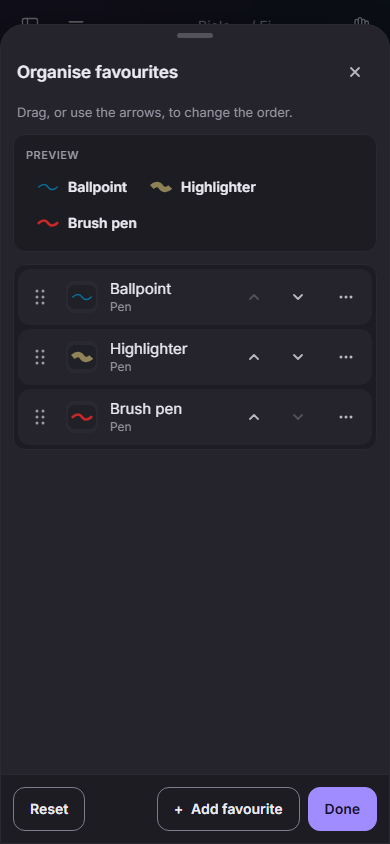 Organise favourites
Drag, or use the arrows, to change the order.
PREVIEW
Ballpoint
Highlighter
Brush pen
Ballpoint
Pen
Highlighter
Pen
Brush pen
Pen
Reset
+ Add favourite
Done